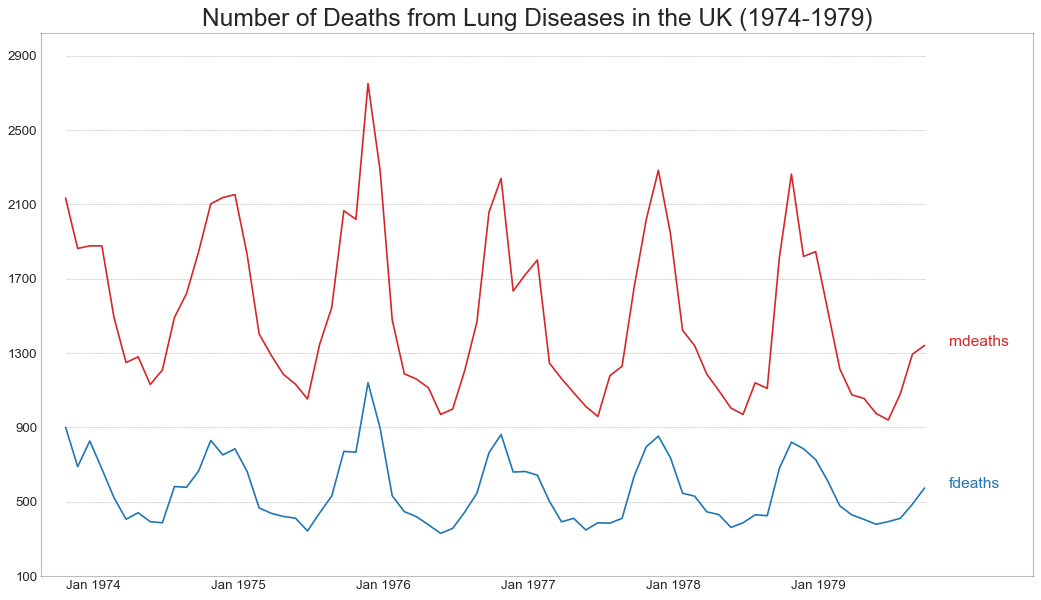 Number of Deaths from Lung Diseases in the UK (1974-1979)
2900
2500
2100
1700
1300
900
500
100
mdeaths
fdeaths
Jan 1974
Jan 1975
Jan 1976
Jan 1977
Jan 1978
Jan 1979